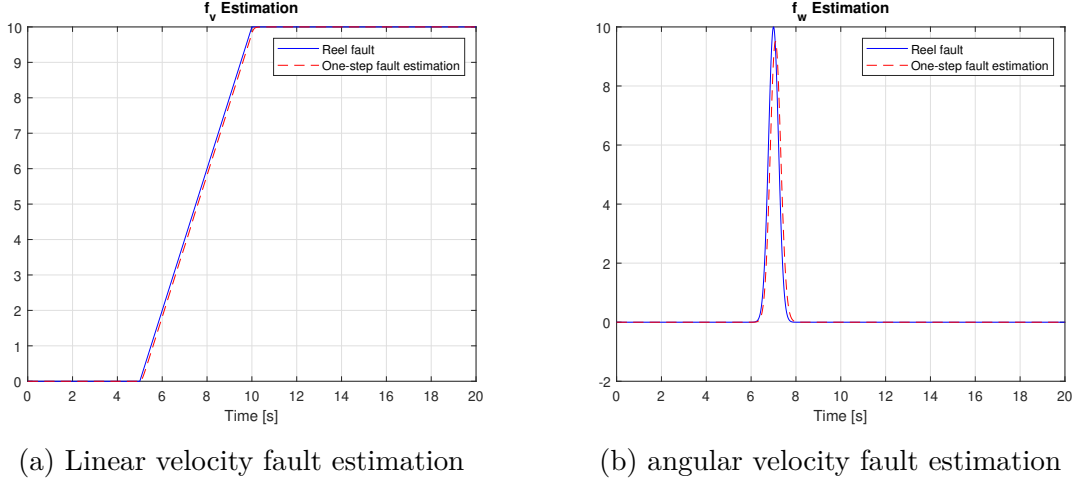 f_v Estimation
10
9
8
7
6
5
4
3
2
1
0
0 2 4 6 8 10 12 14 16 18 20
Time [s]
Reel fault
One-step fault estimation
(a) Linear velocity fault estimation
f_w Estimation
10
8
6
4
2
0
-2
0 2 4 6 8 10 12 14 16 18 20
Time [s]
Reel fault
One-step fault estimation
(b) angular velocity fault estimation